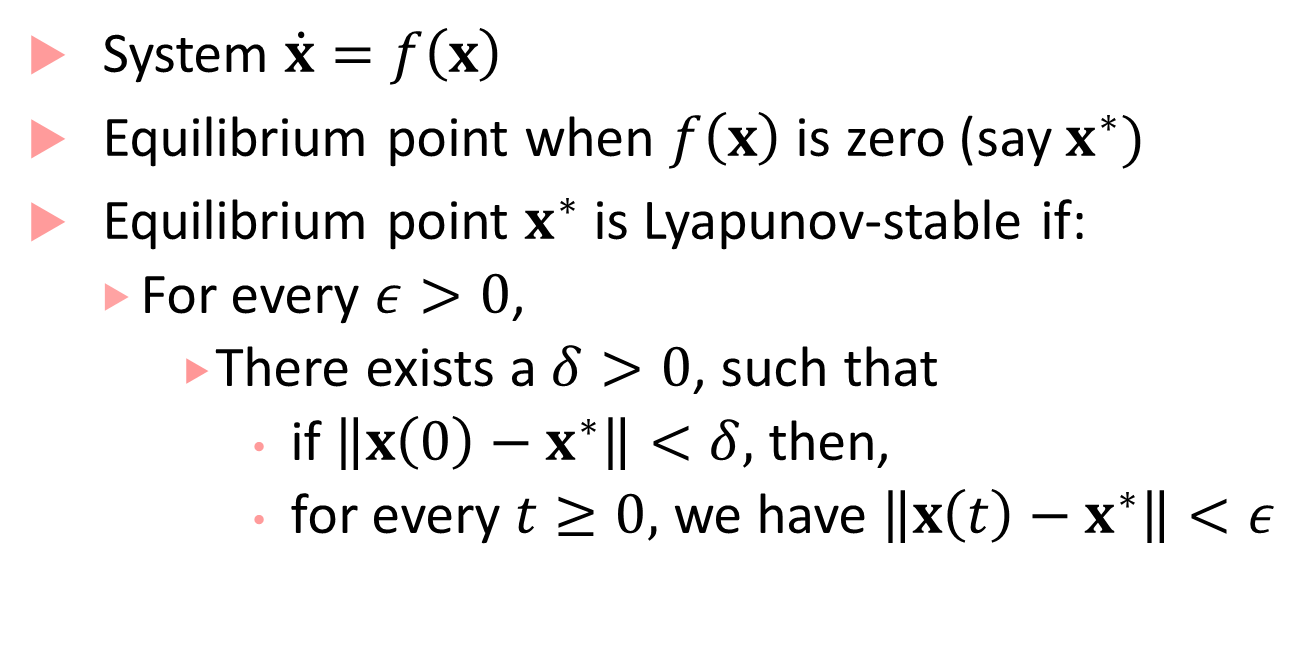 System ẋ = f(x)
Equilibrium point when f(x) is zero (say x*)
Equilibrium point x* is Lyapunov-stable if:
For every ϵ > 0,
There exists a δ > 0, such that
if ‖x(0) − x*‖ < δ, then,
for every t ≥ 0, we have ‖x(t) − x*‖ < ϵ